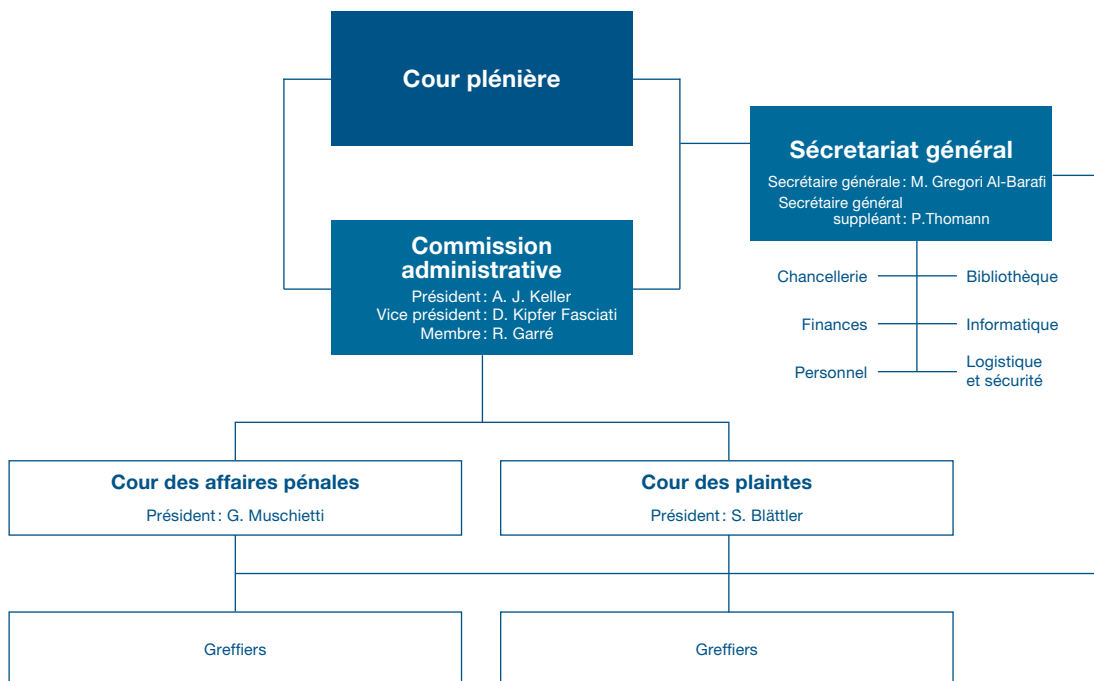 Cour plénière
Sécretariat général
Secrétaire générale: M. Gregori Al-Barafi
Secrétaire général
suppléant: P.Thomann
Commission
administrative
Président: A. J. Keller
Vice président: D. Kipfer Fasciati
Membre: R. Garré
Chancellerie
Bibliothèque
Finances
Informatique
Personnel
Logistique
et sécurité
Cour des affaires pénales
Président: G. Muschietti
Cour des plaintes
Président: S. Blättler
Greffiers
Greffiers